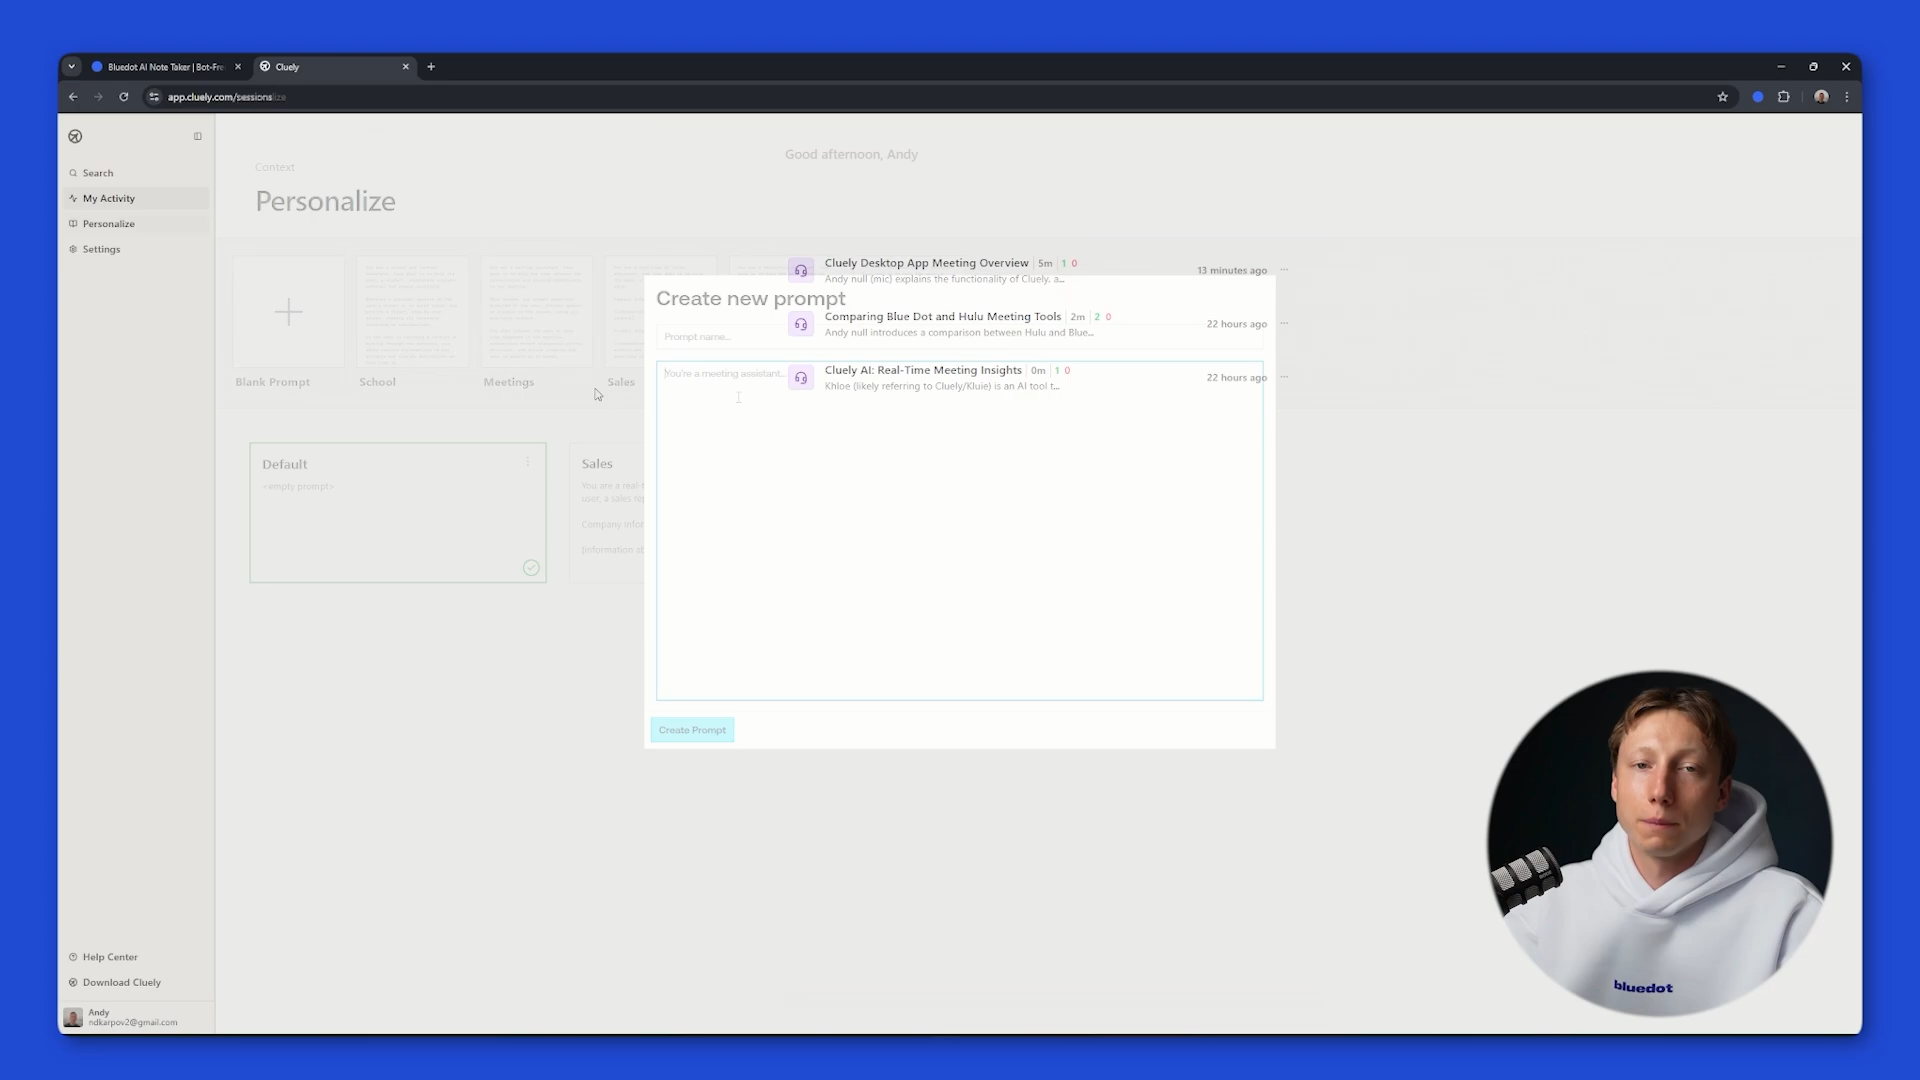 Bluedot AI Note Taker | Bot-Fre
Cluely
app.cluely.com/sessions
Search
My Activity
Personalize
Settings
Good afternoon, Andy
Context
Personalize
Blank Prompt
School
Meetings
Sales
Create new prompt
Prompt name...
You're a meeting assistant...
Create Prompt
Cluely Desktop App Meeting Overview 5m 1 0
13 minutes ago
Andy null (mic) explains the functionality of Cluely, a...
Comparing Blue Dot and Hulu Meeting Tools 2m 2 0
22 hours ago
Andy null introduces a comparison between Hulu and Blue...
Cluely AI: Real-Time Meeting Insights 0m 1 0
22 hours ago
Khloe (likely referring to Cluely/Kluie) is an AI tool t...
Default
<empty prompt>
Sales
You are a real-t
user, a sales rep
Company infor
Help Center
Download Cluely
Andy
ndkarpov2@gmail.com
bluedot